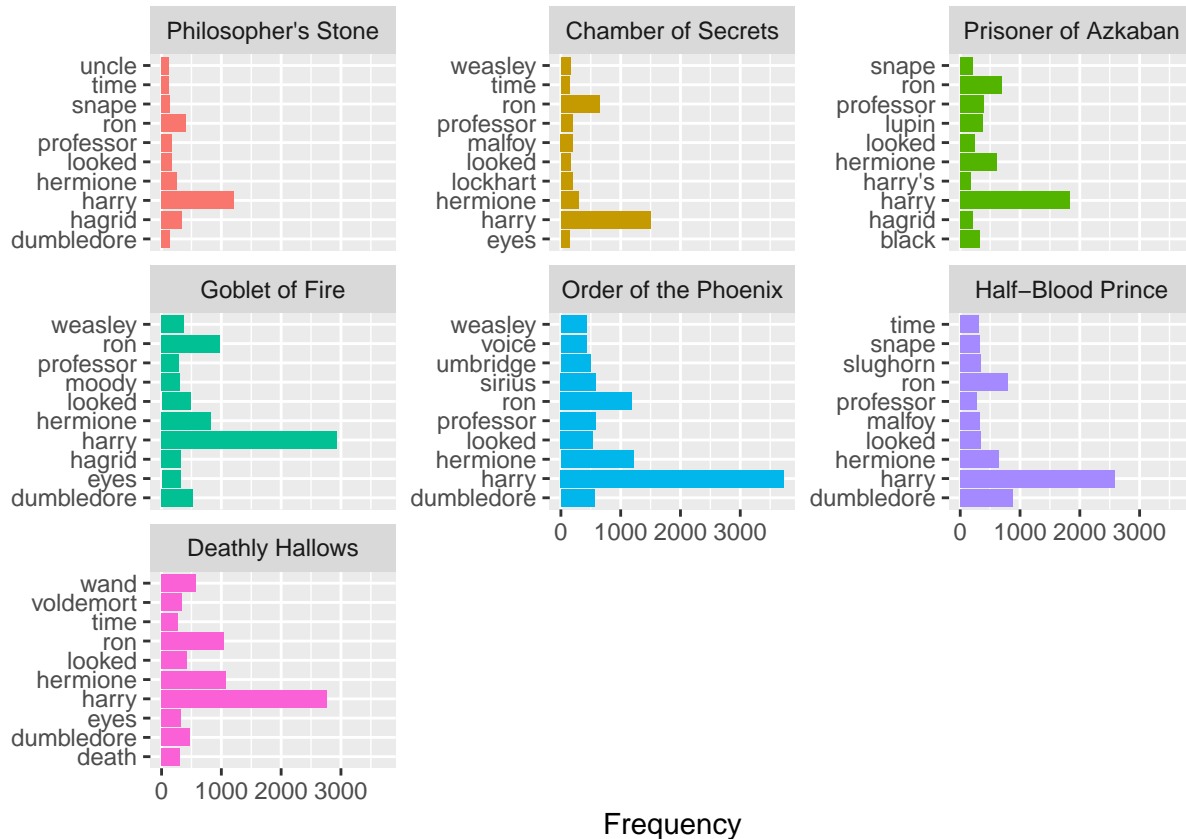 Philosopher's Stone
uncle
time
snape
ron
professor
looked
hermione
harry
hagrid
dumbledore
Chamber of Secrets
weasley
time
ron
professor
malfoy
looked
lockhart
hermione
harry
eyes
Prisoner of Azkaban
snape
ron
professor
lupin
looked
hermione
harry's
harry
hagrid
black
Goblet of Fire
weasley
ron
professor
moody
looked
hermione
harry
hagrid
eyes
dumbledore
Order of the Phoenix
weasley
voice
umbridge
sirius
ron
professor
looked
hermione
harry
dumbledore
0 1000 2000 3000
Half−Blood Prince
time
snape
slughorn
ron
professor
malfoy
looked
hermione
harry
dumbledore
0 1000 2000 3000
Deathly Hallows
wand
voldemort
time
ron
looked
hermione
harry
eyes
dumbledore
death
0 1000 2000 3000
Frequency